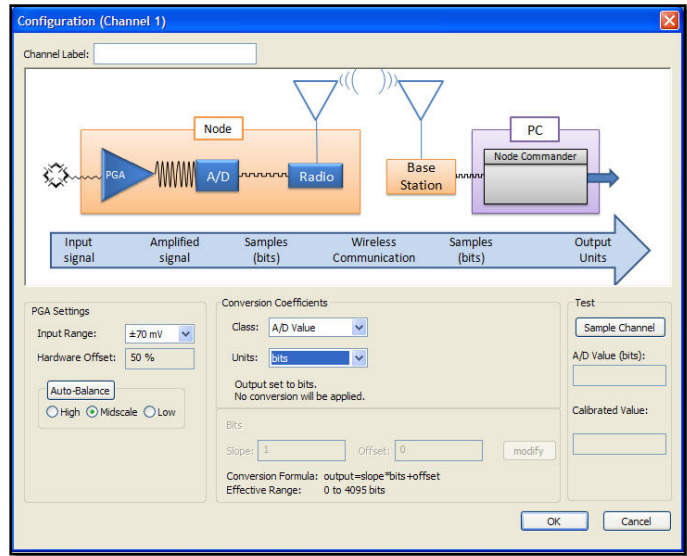 Configuration (Channel 1)
Channel Label:
Node
PC
Node Commander
PGA
A/D
Radio
Base
Station
Input
signal
Amplified
signal
Samples
(bits)
Wireless
Communication
Samples
(bits)
Output
Units
PGA Settings
Input Range: ±70 mV
Hardware Offset: 50 %
Auto-Balance
High Midscale Low
Conversion Coefficients
Class: A/D Value
Units: bits
Output set to bits.
No conversion will be applied.
Bits
Slope: 1 Offset: 0 modify
Conversion Formula: output=slope*bits+offset
Effective Range: 0 to 4095 bits
Test
Sample Channel
A/D Value (bits):
Calibrated Value:
OK Cancel